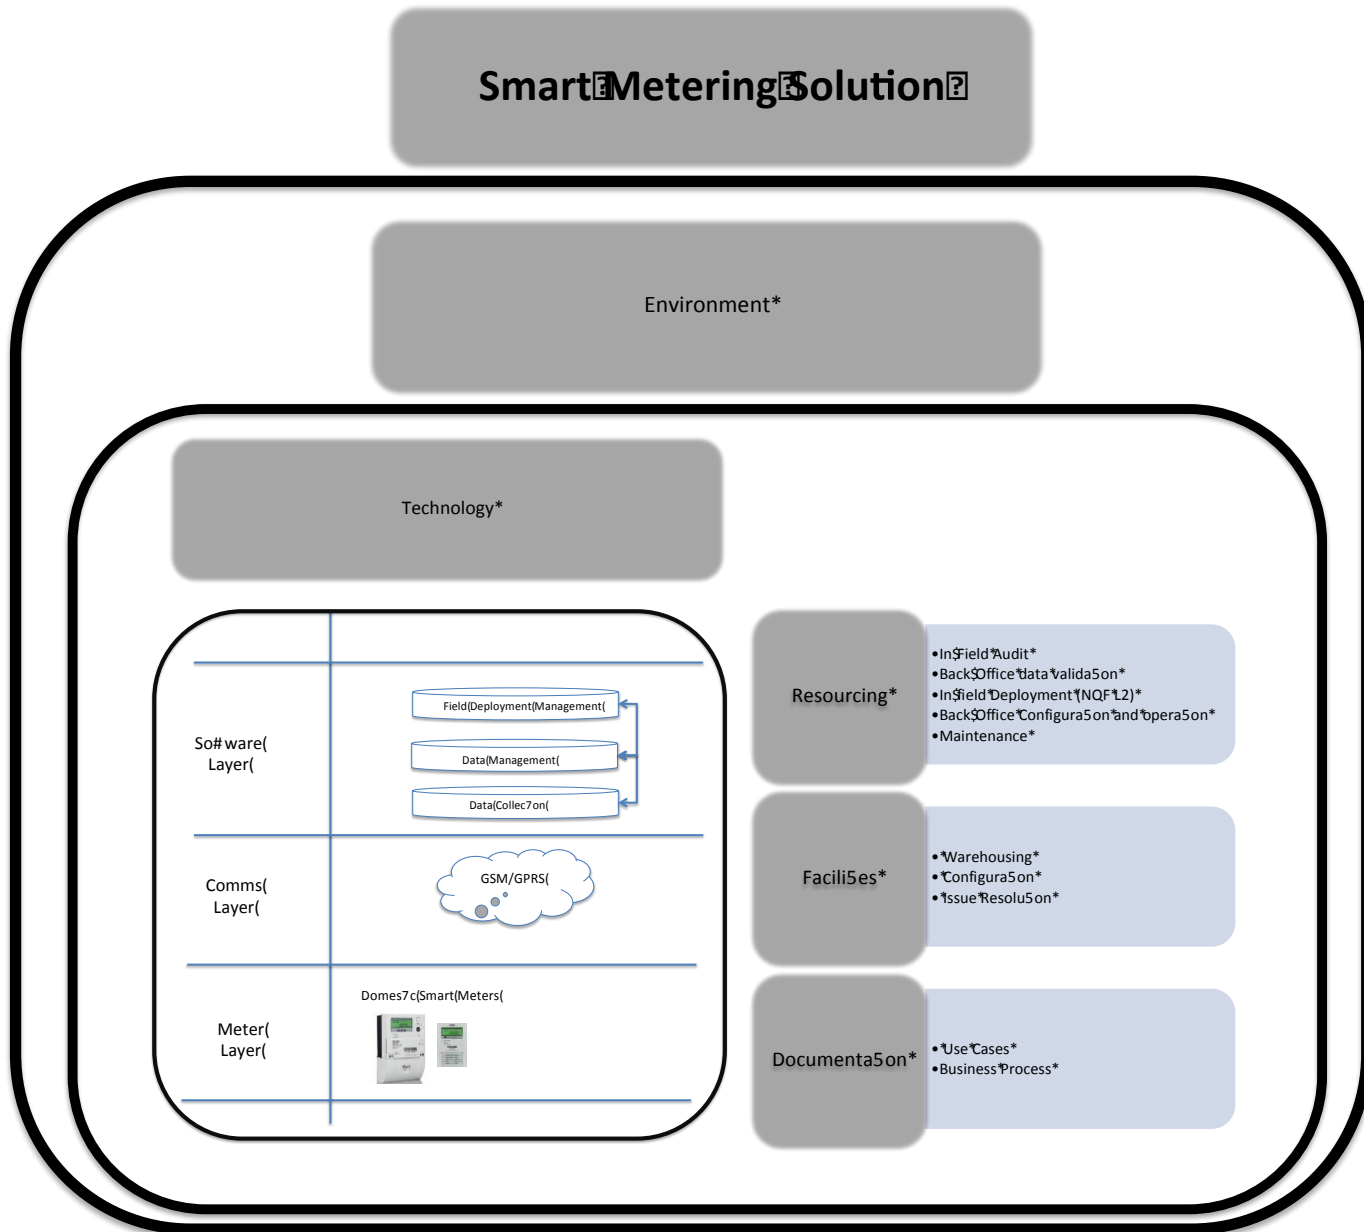 Smart⍰Metering⍰Solution⍰
Environment*
Technology*
So#ware(
Layer(
Field(Deployment(Management(
Data(Management(
Data(Collec7on(
Comms(
Layer(
GSM/GPRS(
Meter(
Layer(
Domes7c(Smart(Meters(
Resourcing*
•In$Field*Audit*
•Back$Office*data*valida5on*
•In$field*Deployment*(NQF*L2)*
•Back$Office*Configura5on*and*opera5on*
•Maintenance*
Facili5es*
•*Warehousing*
•*Configura5on*
•*Issue*Resolu5on*
Documenta5on*
•*Use*Cases*
•Business*Process*